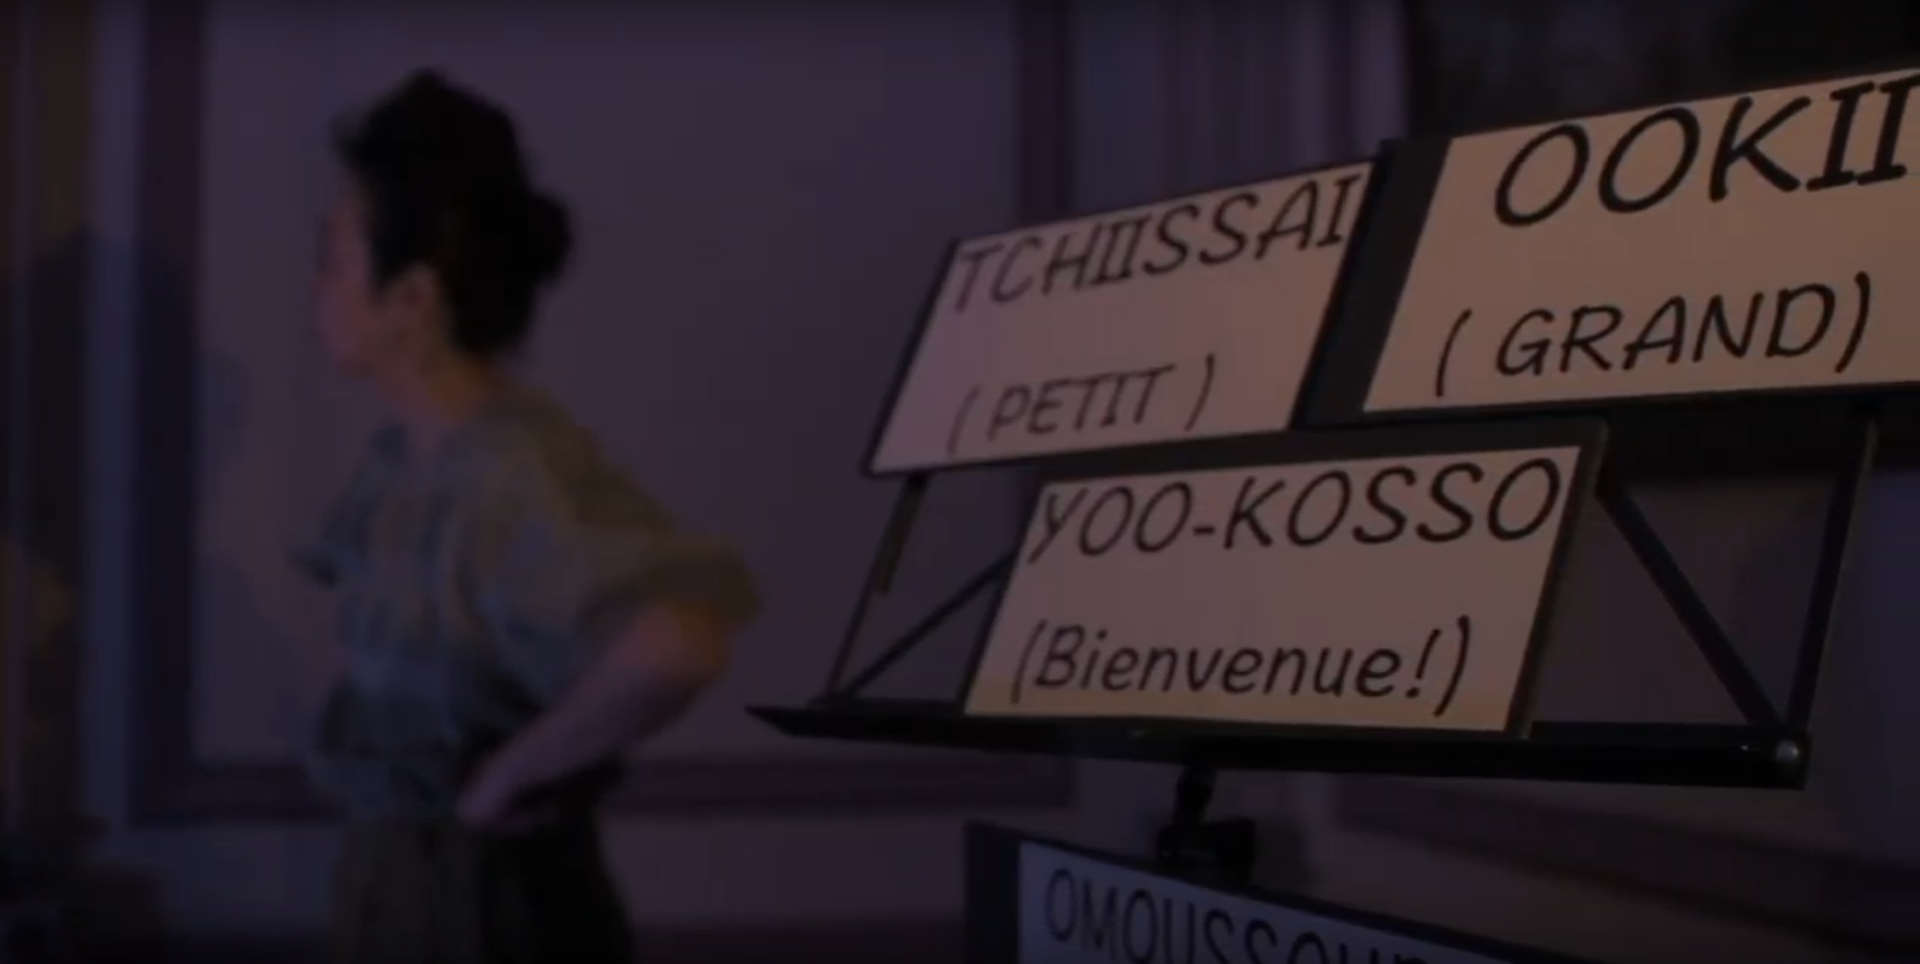 TCHIISSAI
( PETIT )
OOKII
( GRAND)
YOO-KOSSO
(Bienvenue!)